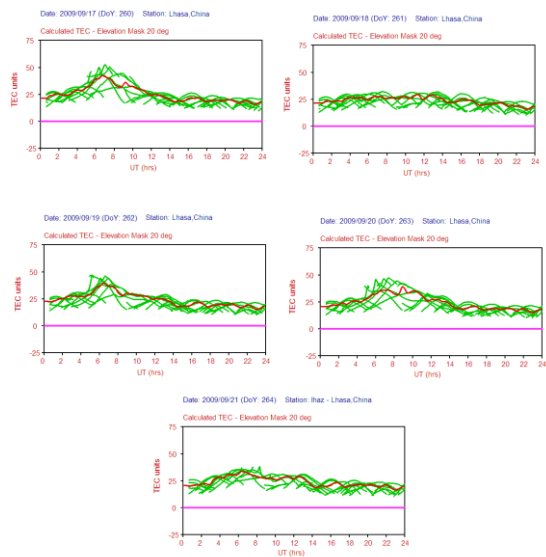 Date: 2009/09/17 (DoY: 260) Station: Lhasa,China
Calculated TEC - Elevation Mask 20 deg
TEC units
75
50
25
0
-25
0 2 4 6 8 10 12 14 16 18 20 22 24
UT (hrs)
Date: 2009/09/18 (DoY: 261) Station: Lhasa,China
Calculated TEC - Elevation Mask 20 deg
TEC units
75
50
25
0
-25
0 2 4 6 8 10 12 14 16 18 20 22 24
UT (hrs)
Date: 2009/09/19 (DoY: 262) Station: Lhasa,China
Calculated TEC - Elevation Mask 20 deg
TEC units
75
50
25
0
-25
0 2 4 6 8 10 12 14 16 18 20 22 24
UT (hrs)
Date: 2009/09/20 (DoY: 263) Station: Lhasa,China
Calculated TEC - Elevation Mask 20 deg
TEC units
75
50
25
0
-25
0 2 4 6 8 10 12 14 16 18 20 22 24
UT (hrs)
Date: 2009/09/21 (DoY: 264) Station: lhaz - Lhasa,China
Calculated TEC - Elevation Mask 20 deg
TEC units
75
50
25
0
-25
0 2 4 6 8 10 12 14 16 18 20 22 24
UT (hrs)